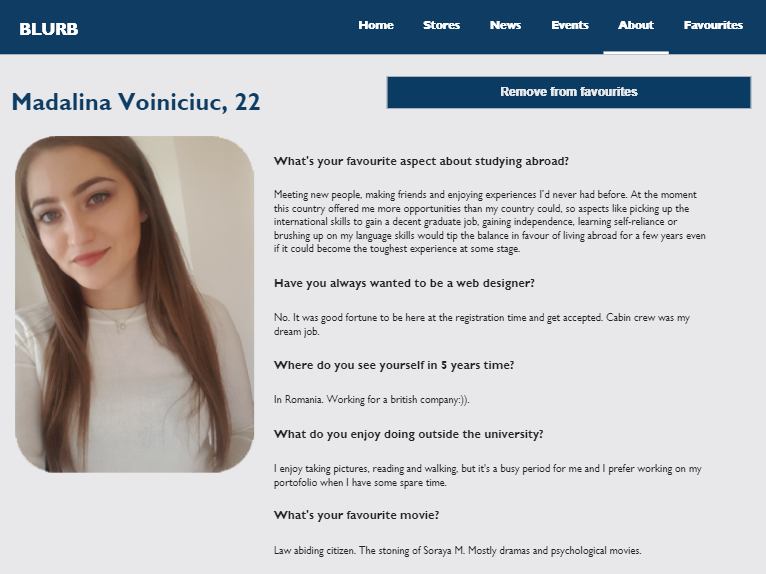 BLURB
Home Stores News Events About Favourites
Madalina Voiniciuc, 22
Remove from favourites
What's your favourite aspect about studying abroad?
Meeting new people, making friends and enjoying experiences I'd never had before. At the moment
this country offered me more opportunities than my country could, so aspects like picking up the
international skills to gain a decent graduate job, gaining independence, learning self-reliance or
brushing up on my language skills would tip the balance in favour of living abroad for a few years even
if it could become the toughest experience at some stage.
Have you always wanted to be a web designer?
No. It was good fortune to be here at the registration time and get accepted. Cabin crew was my
dream job.
Where do you see yourself in 5 years time?
In Romania. Working for a british company:)).
What do you enjoy doing outside the university?
I enjoy taking pictures, reading and walking, but it's a busy period for me and I prefer working on my
portofolio when I have some spare time.
What's your favourite movie?
Law abiding citizen. The stoning of Soraya M. Mostly dramas and psychological movies.